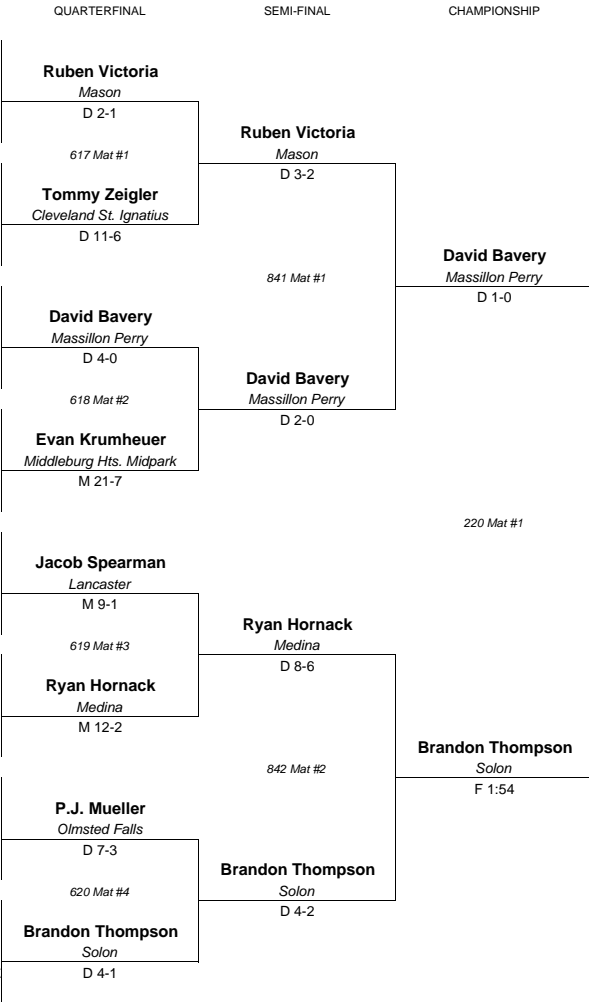 QUARTERFINAL
SEMI-FINAL
CHAMPIONSHIP
Ruben Victoria
Mason
D 2-1
617 Mat #1
Tommy Zeigler
Cleveland St. Ignatius
D 11-6
David Bavery
Massillon Perry
D 4-0
618 Mat #2
Evan Krumheuer
Middleburg Hts. Midpark
M 21-7
Jacob Spearman
Lancaster
M 9-1
619 Mat #3
Ryan Hornack
Medina
M 12-2
P.J. Mueller
Olmsted Falls
D 7-3
620 Mat #4
Brandon Thompson
Solon
D 4-1
Ruben Victoria
Mason
D 3-2
841 Mat #1
David Bavery
Massillon Perry
D 2-0
Ryan Hornack
Medina
D 8-6
842 Mat #2
Brandon Thompson
Solon
D 4-2
David Bavery
Massillon Perry
D 1-0
220 Mat #1
Brandon Thompson
Solon
F 1:54